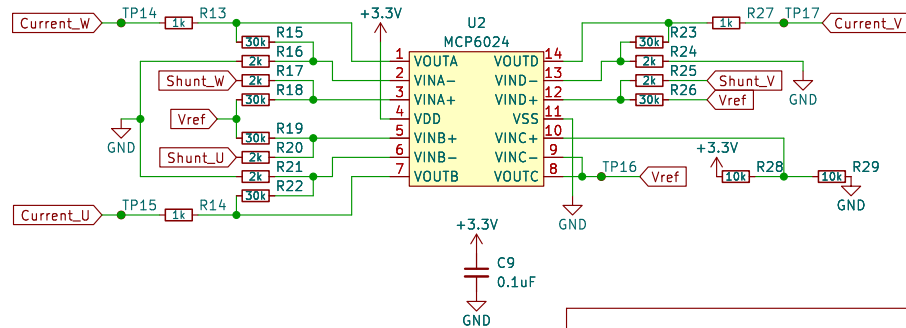 Current_W TP14 R13 1k
+3.3V
U2
MCP6024
R27 1k TP17 Current_V
R15 30k
R16 2k
Shunt_W R17 2k
R18 30k
Vref
GND
R19 30k
Shunt_U R20 2k
R21 2k
R22 30k
Current_U TP15 R14 1k
1 VOUTA VOUTD 14
2 VINA- VIND- 13
3 VINA+ VIND+ 12
4 VDD VSS 11
5 VINB+ VINC+ 10
6 VINB- VINC- 9
7 VOUTB VOUTC 8
R23 30k
R24 2k
R25 2k Shunt_V
R26 30k Vref
GND
TP16 Vref
GND
+3.3V
R28 10k
R29 10k
GND
+3.3V
C9
0.1uF
GND